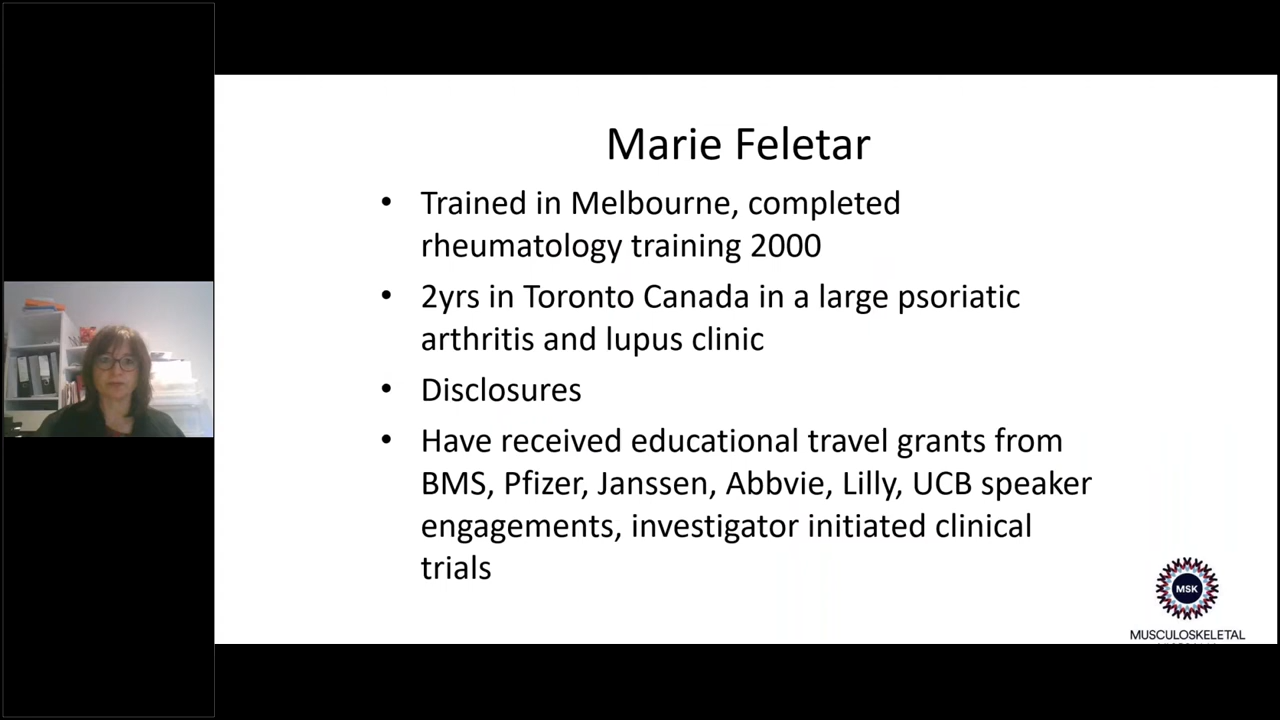 Marie Feletar
• Trained in Melbourne, completed
rheumatology training 2000
• 2yrs in Toronto Canada in a large psoriatic
arthritis and lupus clinic
• Disclosures
• Have received educational travel grants from
BMS, Pfizer, Janssen, Abbvie, Lilly, UCB speaker
engagements, investigator initiated clinical
trials
MSK
MUSCULOSKELETAL